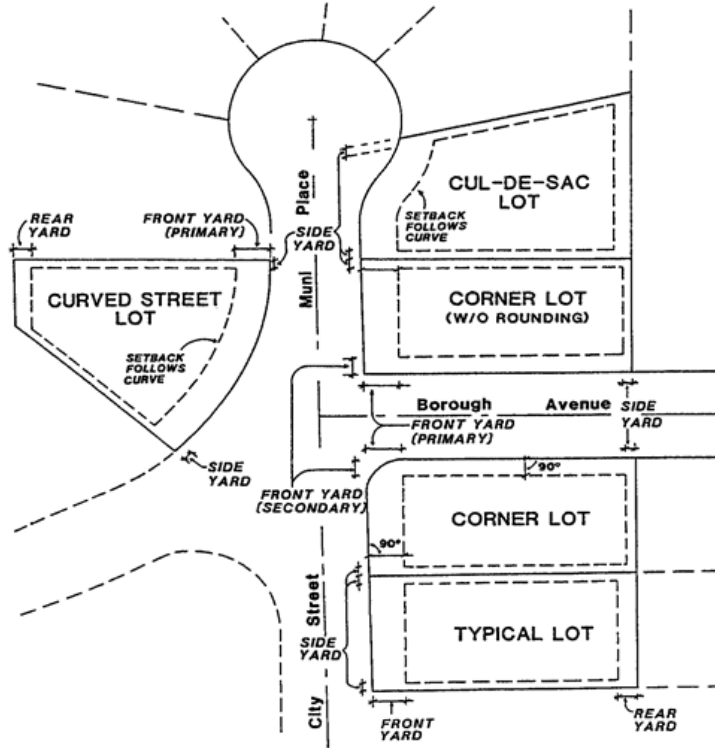 CUL-DE-SAC
LOT
SETBACK
FOLLOWS
CURVE
Place
REAR
YARD
FRONT YARD
(PRIMARY)
SIDE
YARD
CURVED STREET
LOT
SETBACK
FOLLOWS
CURVE
Muni
CORNER LOT
(W/O ROUNDING)
Borough Avenue
SIDE
YARD
FRONT YARD
(PRIMARY)
SIDE
YARD
FRONT YARD
(SECONDARY)
90°
CORNER LOT
90°
Street
SIDE
YARD
TYPICAL LOT
City
FRONT
YARD
REAR
YARD